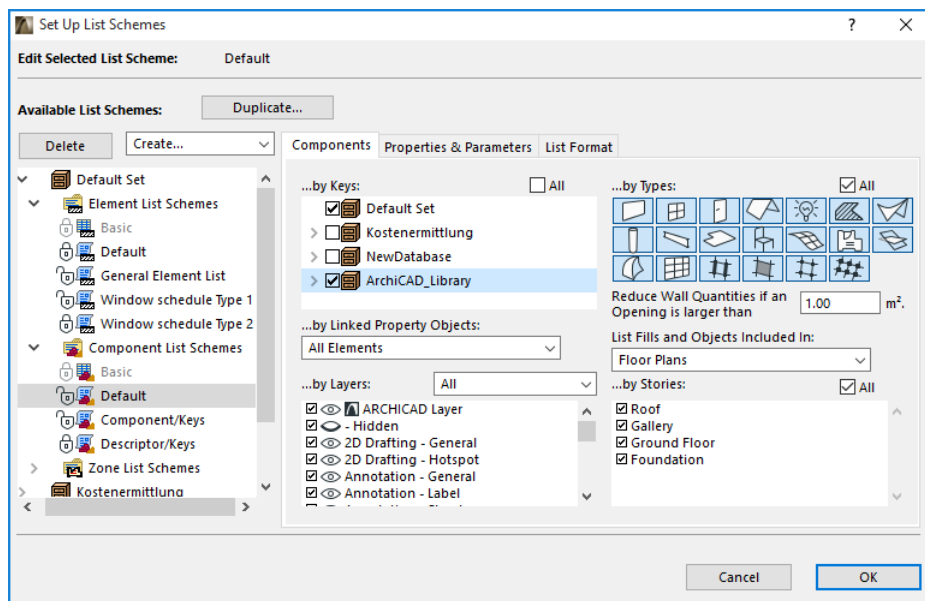 Set Up List Schemes
?
Edit Selected List Scheme: Default
Available List Schemes: Duplicate...
Delete Create...
Default Set
Element List Schemes
Basic
Default
General Element List
Window schedule Type 1
Window schedule Type 2
Component List Schemes
Basic
Default
Component/Keys
Descriptor/Keys
Zone List Schemes
Kostenermittlung
Components Properties & Parameters List Format
...by Keys: All
Default Set
Kostenermittlung
NewDatabase
ArchiCAD_Library
...by Linked Property Objects:
All Elements
...by Layers: All
ARCHICAD Layer
- Hidden
2D Drafting - General
2D Drafting - Hotspot
Annotation - General
Annotation - Label
...by Types: All
Reduce Wall Quantities if an
Opening is larger than 1.00 m².
List Fills and Objects Included In:
Floor Plans
...by Stories: All
Roof
Gallery
Ground Floor
Foundation
Cancel OK